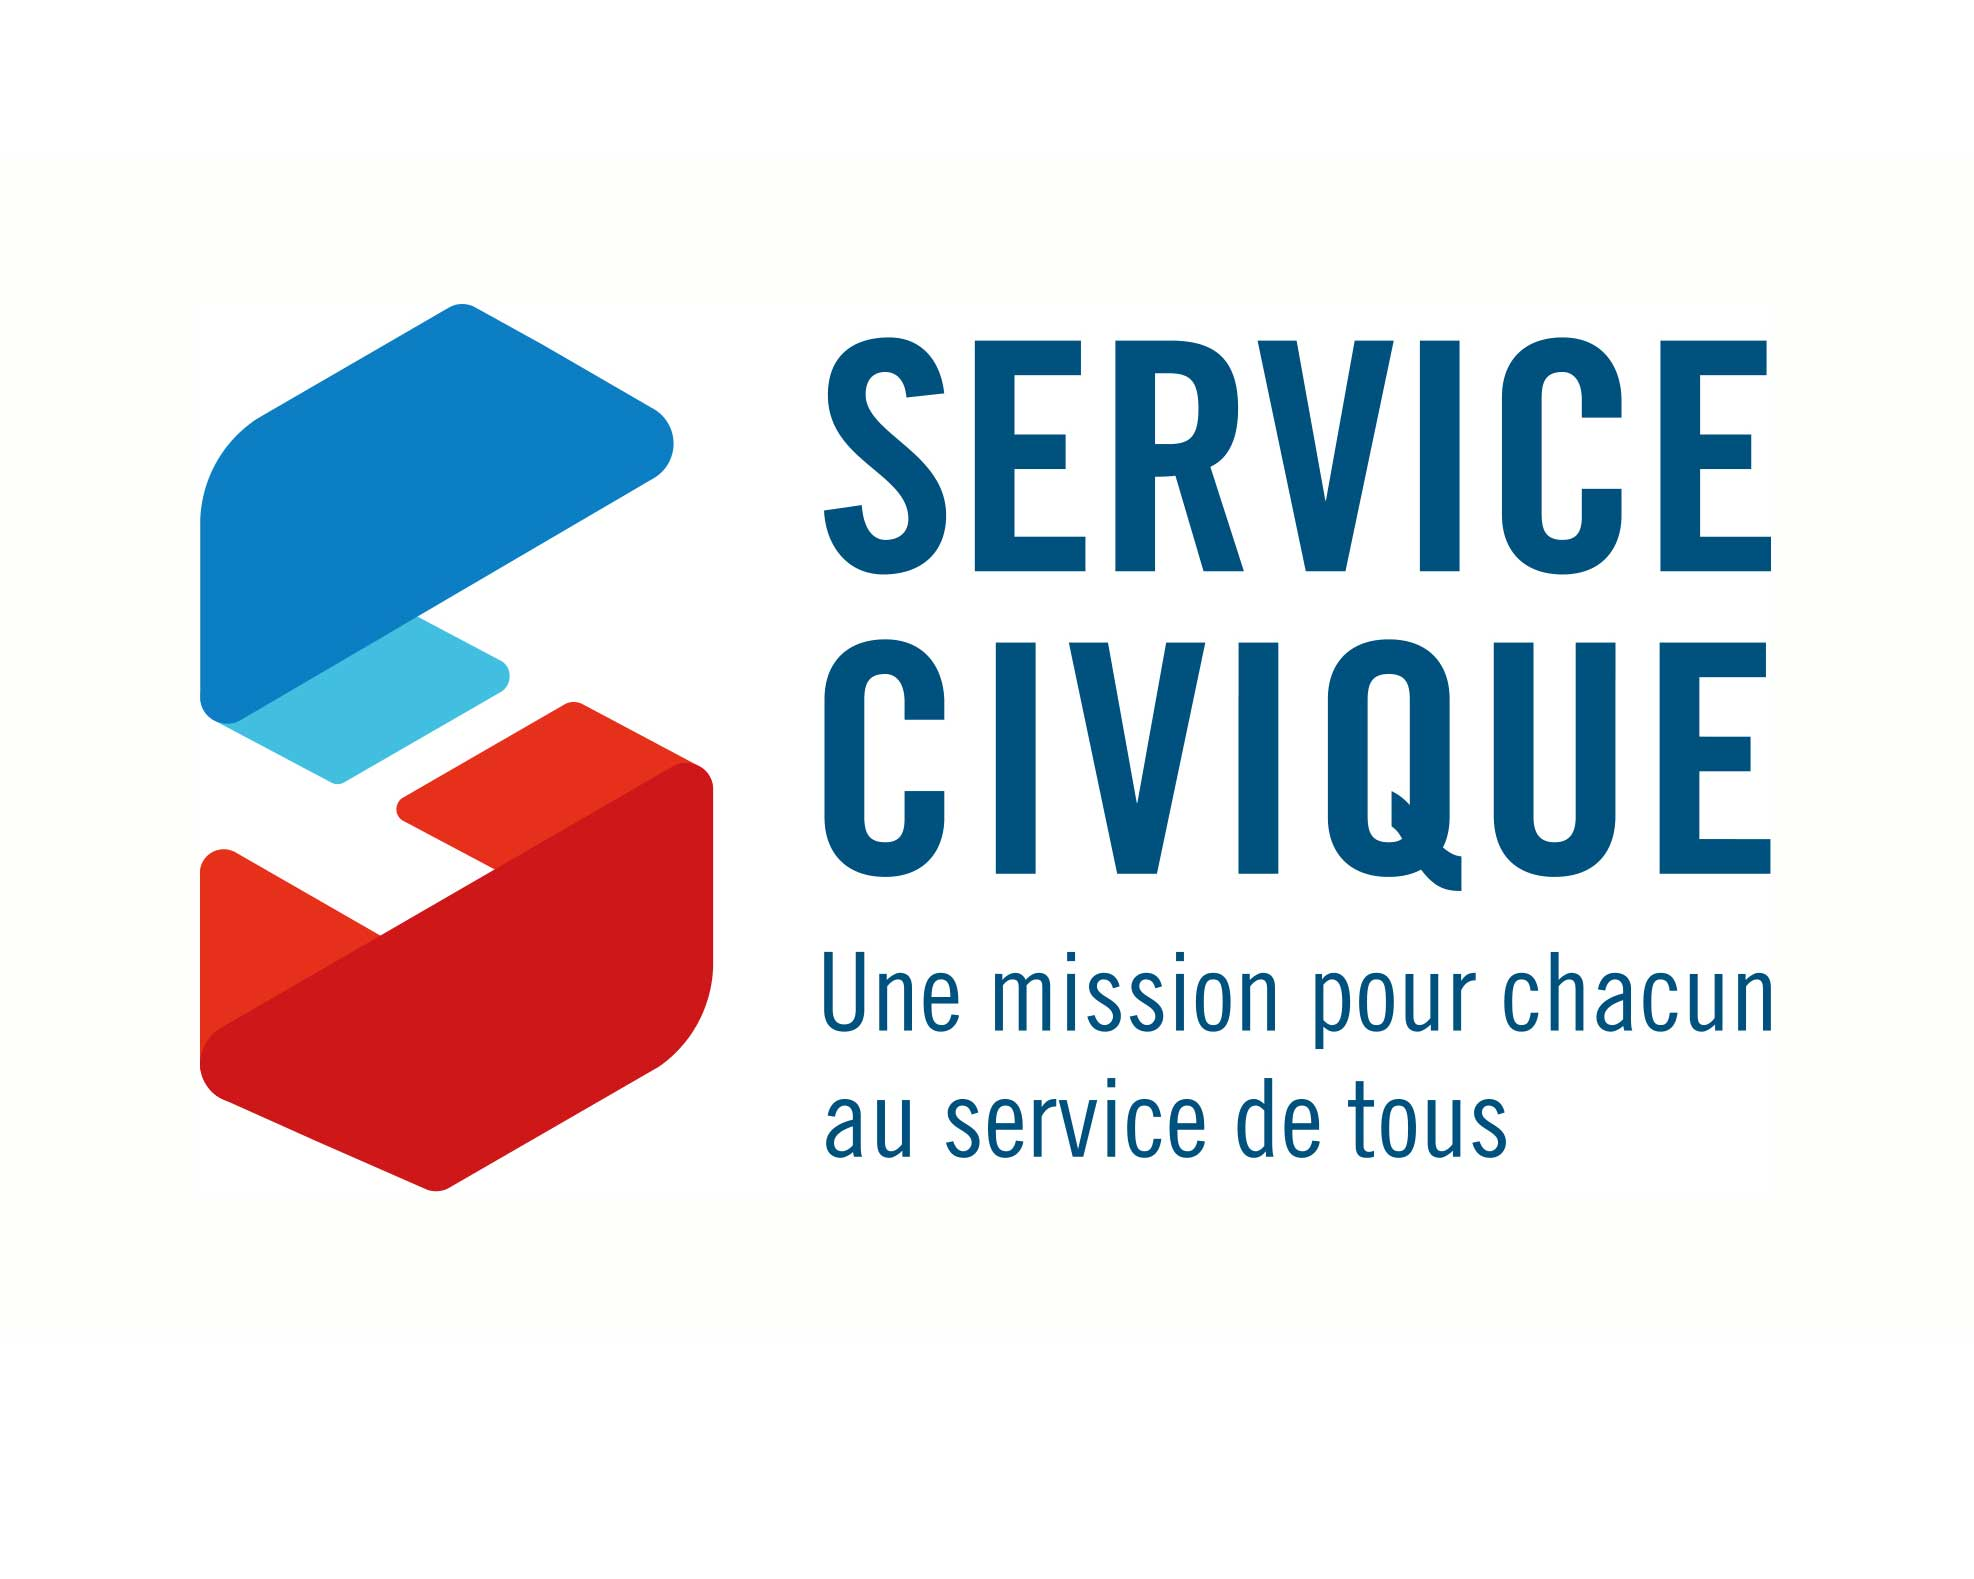 SERVICE
CIVIQUE
Une mission pour chacun
au service de tous